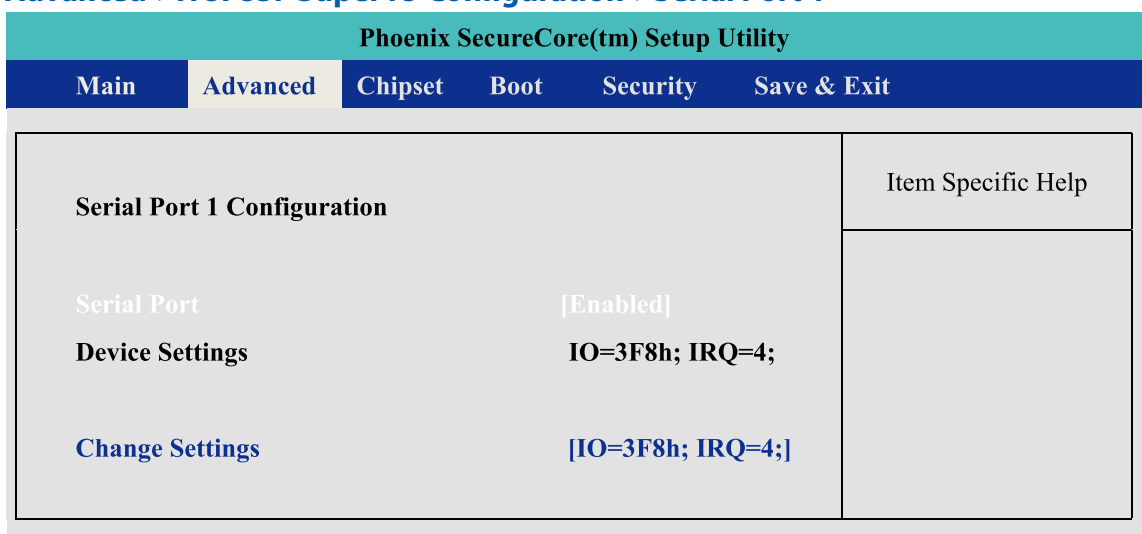 Phoenix SecureCore(tm) Setup Utility
Main Advanced Chipset Boot Security Save & Exit
Serial Port 1 Configuration
Item Specific Help
Serial Port [Enabled]
Device Settings IO=3F8h; IRQ=4;
Change Settings [IO=3F8h; IRQ=4;]